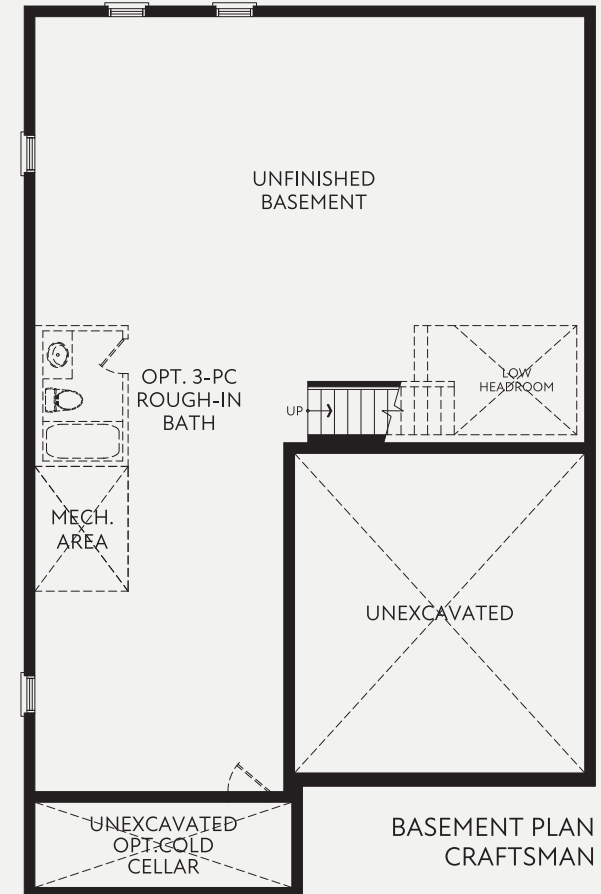 UNFINISHED
BASEMENT
LOW
HEADROOM
OPT. 3-PC
ROUGH-IN
BATH
UP
MECH.
AREA
UNEXCAVATED
UNEXCAVATED
OPT.COLD
CELLAR
BASEMENT PLAN
CRAFTSMAN